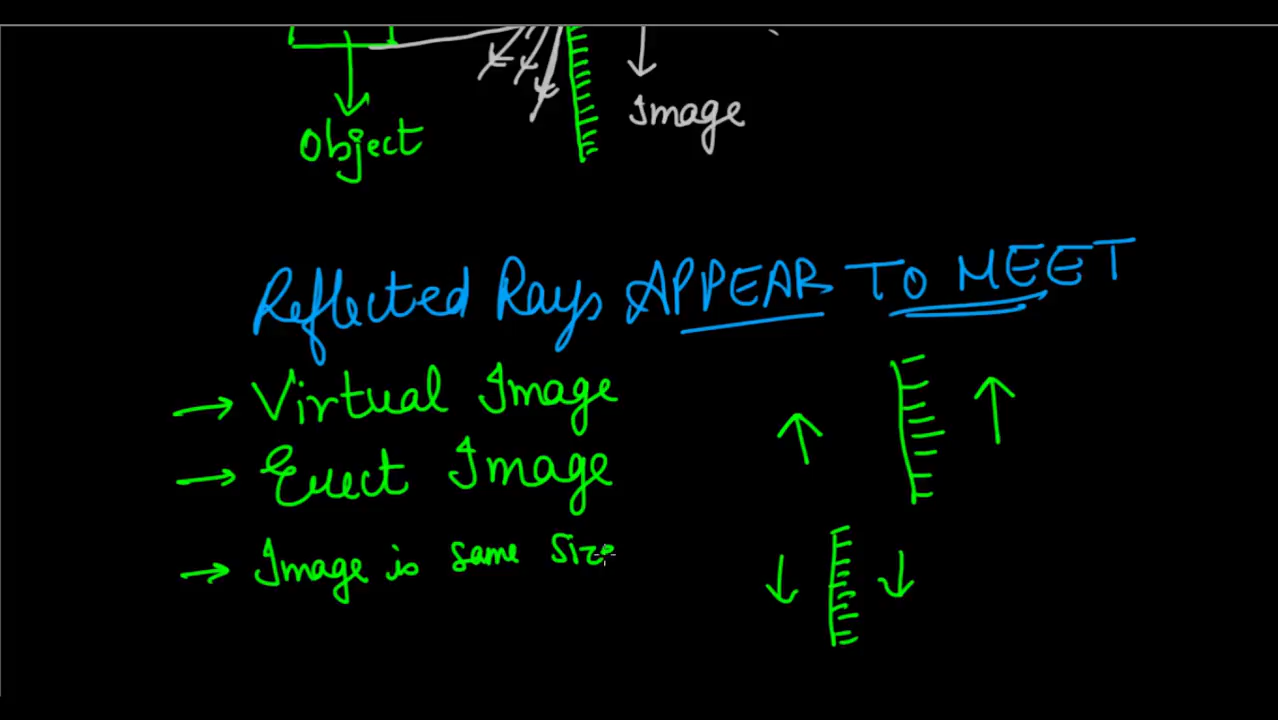 Image
Object
Reflected Rays APPEAR TO MEET
→ Virtual Image
→ Erect Image
→ Image is same size